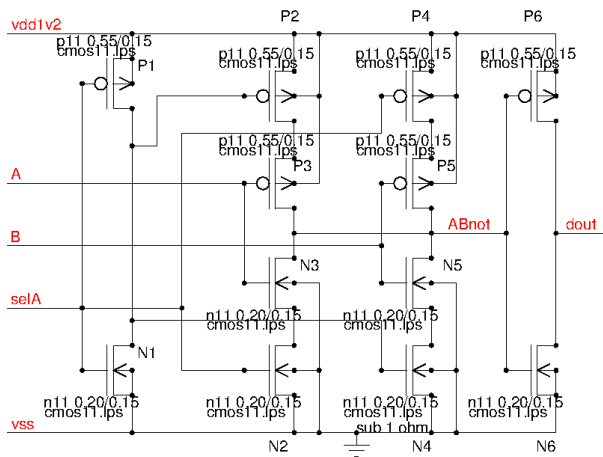 P2 P4 P6
vdd1v2
p11 0.55/0.15
cmos11.lps
P1
p11 0.55/0.15
cmos11.lps
p11 0.55/0.15
cmos11.lps
p11 0.55/0.15
cmos11.lps
p11 0.55/0.15
cmos11.lps
P3
p11 0.55/0.15
cmos11.lps
P5
A
B
ABnot
dout
N3
N5
selA
n11 0.20/0.15
cmos11.lps
n11 0.20/0.15
cmos11.lps
N1
n11 0.20/0.15
cmos11.lps
n11 0.20/0.15
cmos11.lps
n11 0.20/0.15
cmos11.lps
n11 0.20/0.15
cmos11.lps
vss
sub 1 ohm
N2 N4 N6